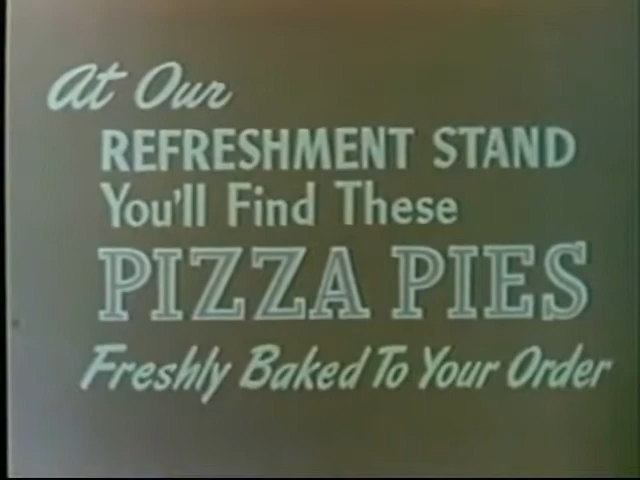 At Our
REFRESHMENT STAND
You'll Find These
PIZZA PIES
Freshly Baked To Your Order